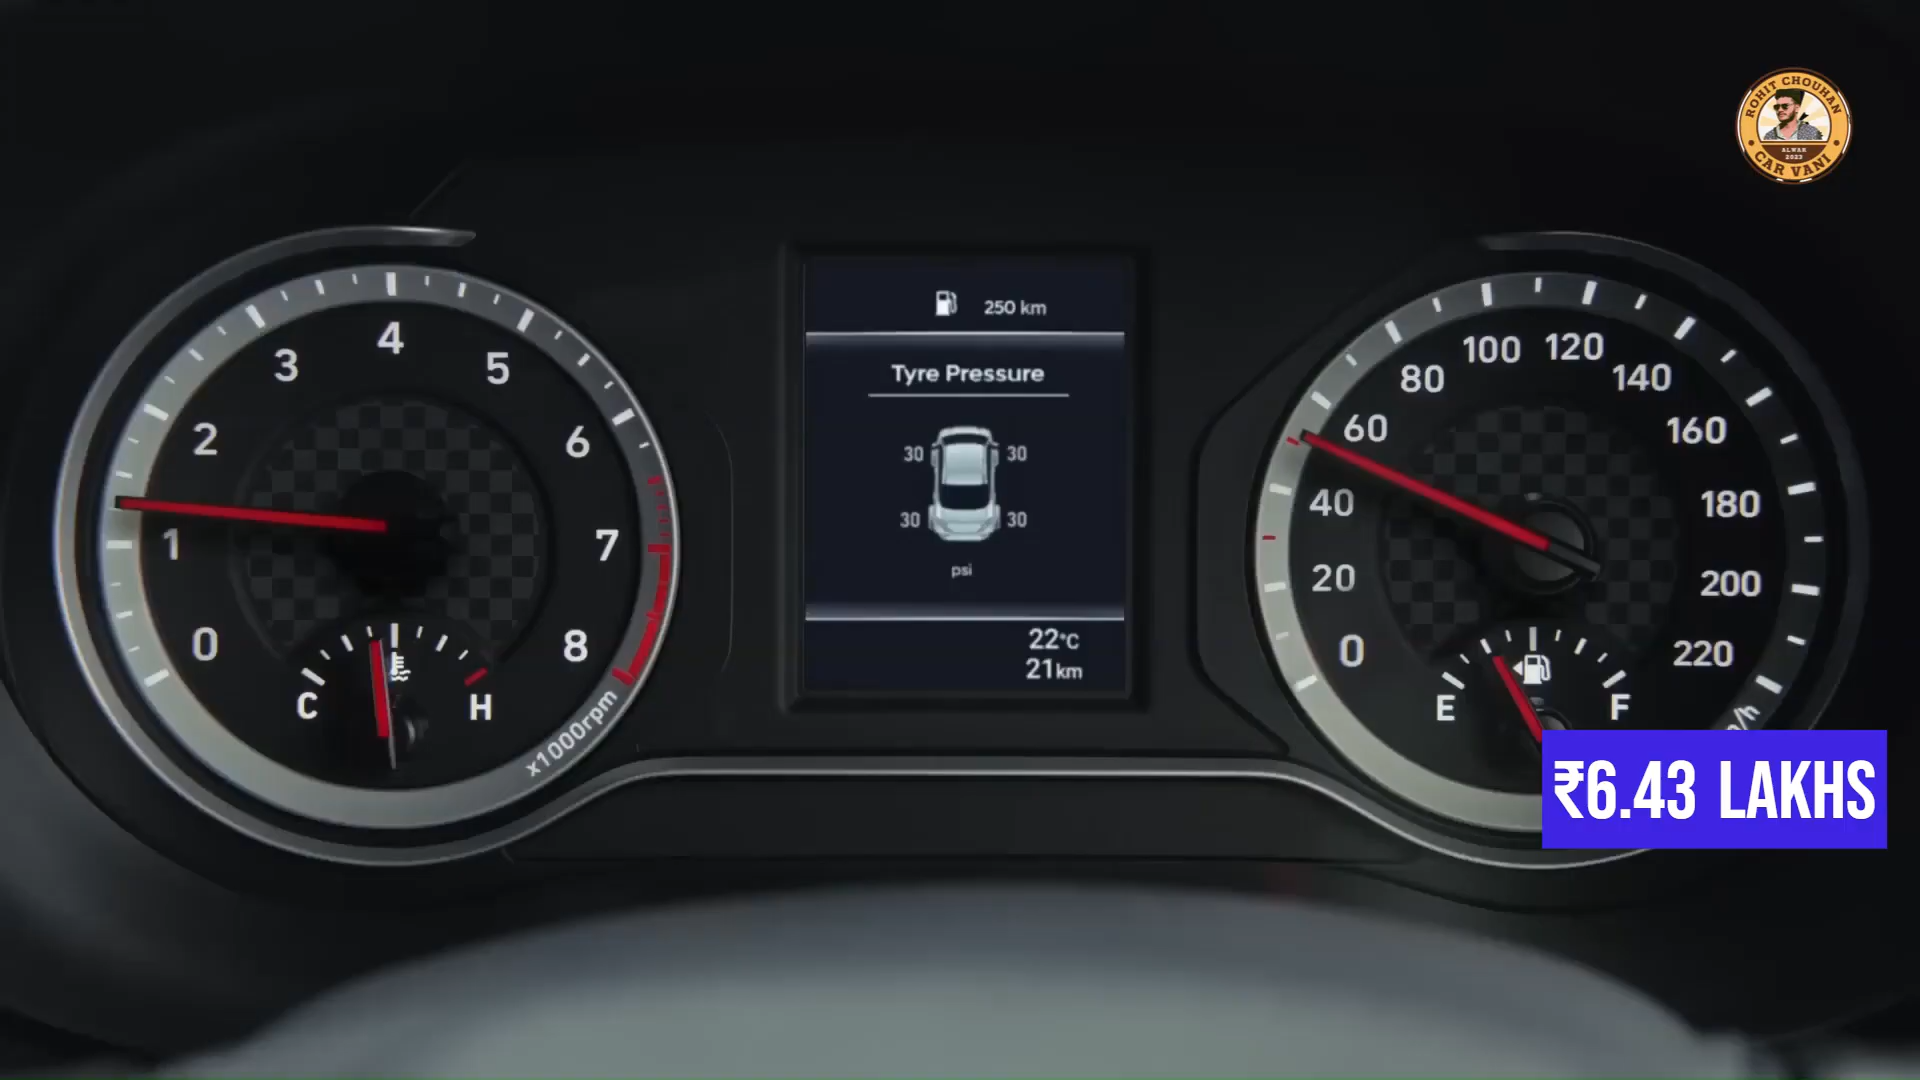 ROHIT CHOUHAN
ALWAR
2023
CAR VANI
250 km
Tyre Pressure
30 30
30 30
psi
22°C
21km
0 1 2 3 4 5 6 7 8
x1000rpm
C H
0 20 40 60 80 100 120 140 160 180 200 220
E F
₹6.43 LAKHS